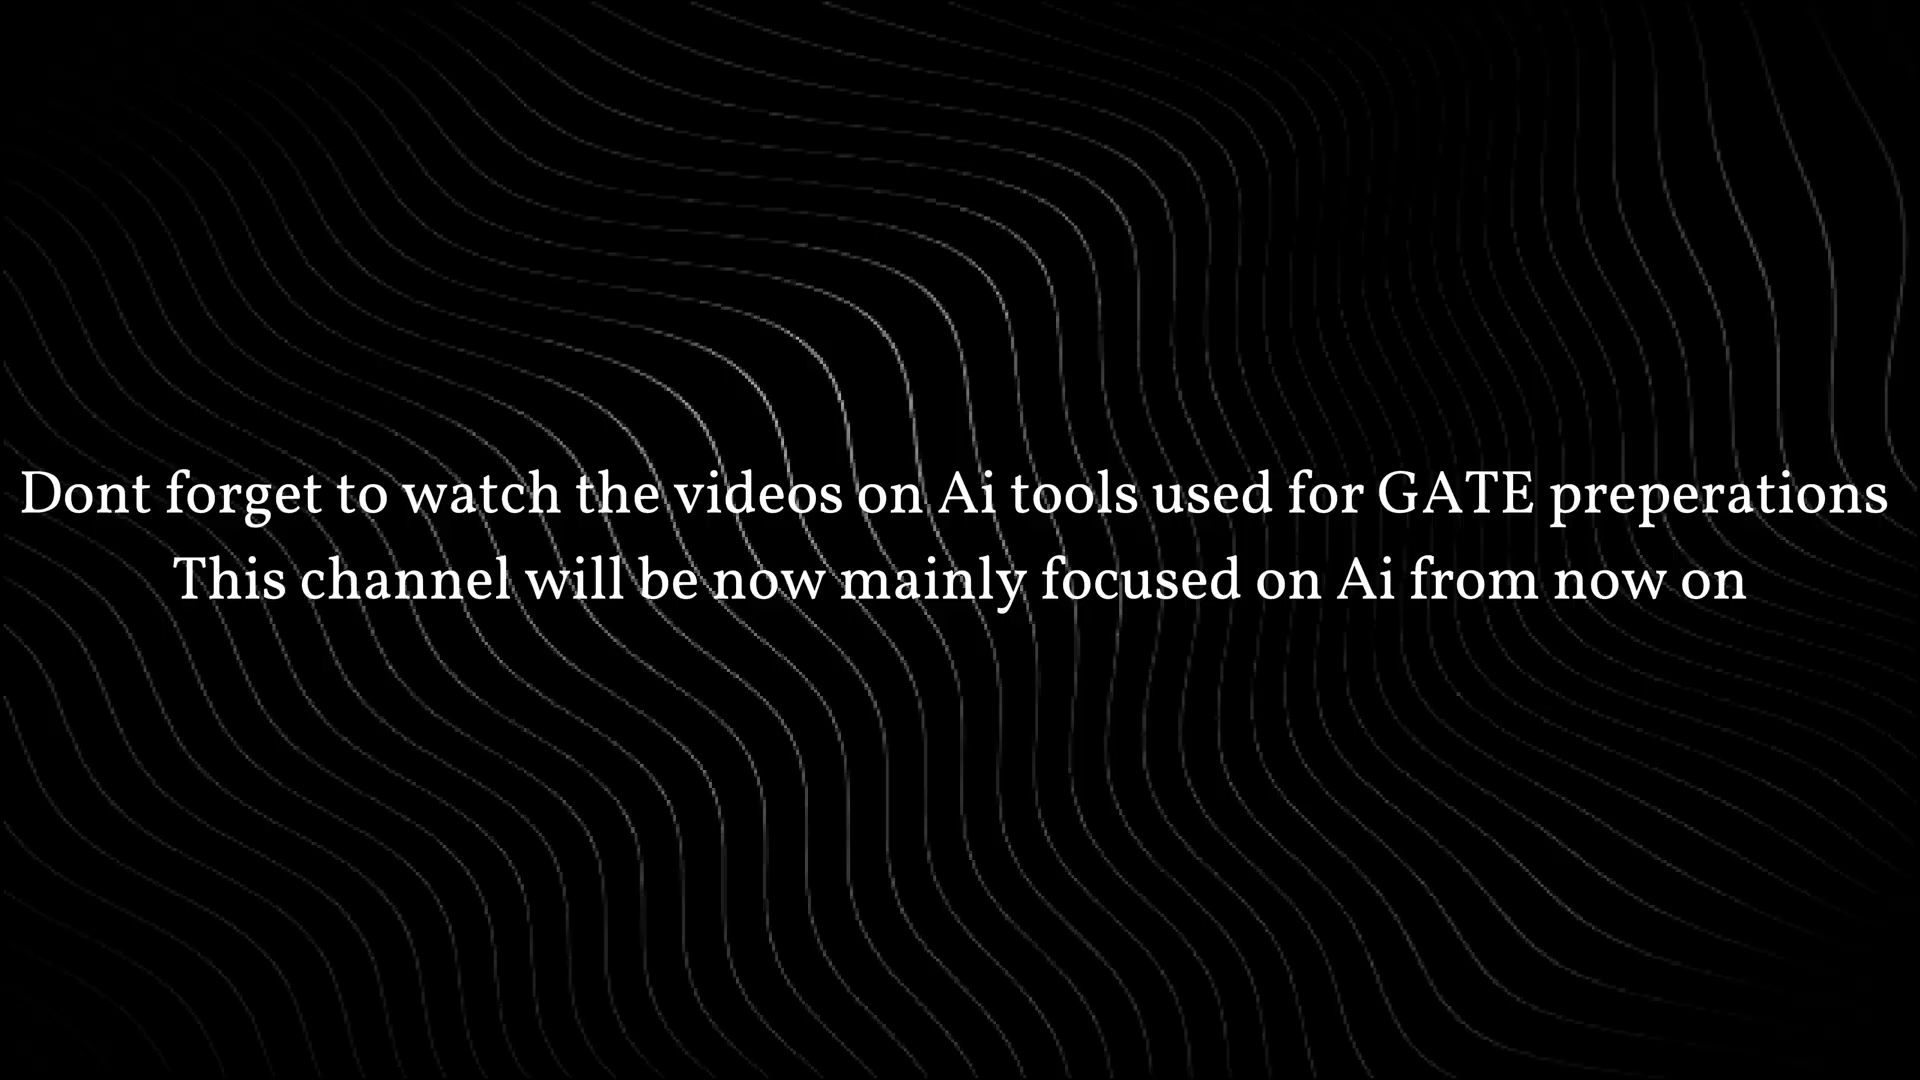 Dont forget to watch the videos on Ai tools used for GATE preperations
This channel will be now mainly focused on Ai from now on